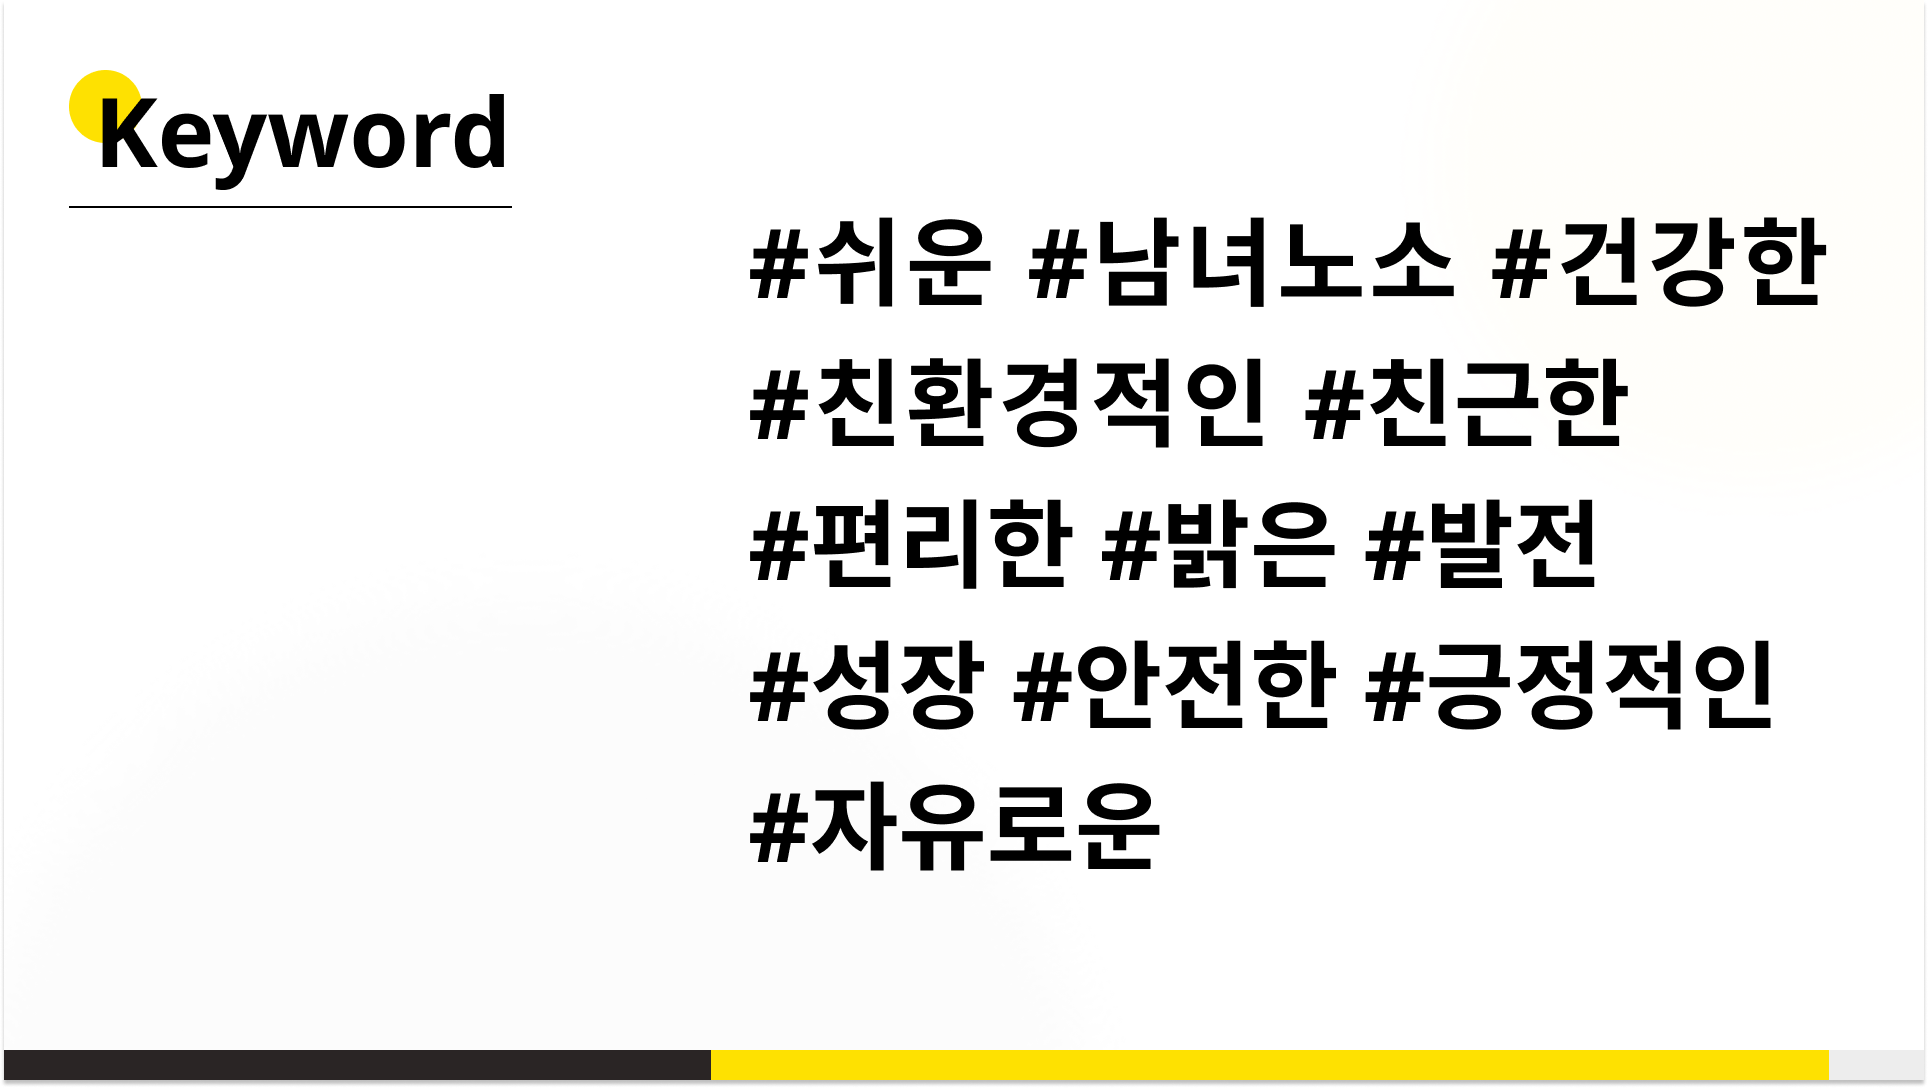 Keyword
#쉬운 #남녀노소 #건강한
#친환경적인 #친근한
#편리한 #밝은 #발전
#성장 #안전한 #긍정적인
#자유로운